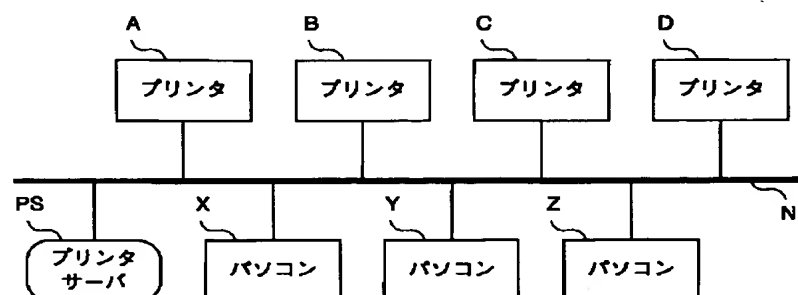 A B C D
プリンタ プリンタ プリンタ プリンタ
N
PS X Y Z
プリンタ
サーバ
パソコン パソコン パソコン